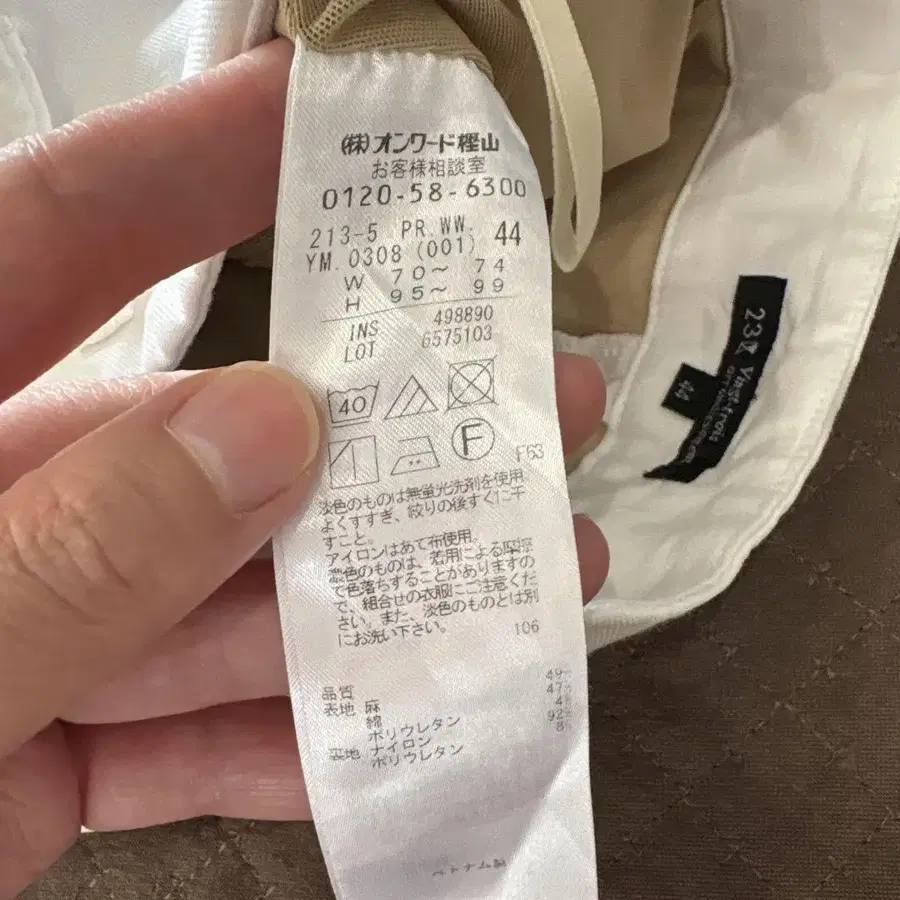 (株)オンワード樫山
お客様相談室
0120-58-6300
213-5 PR.WW. 44
YM.0308 (001)
W 70〜 74
H 95〜 99
INS 498890
LOT 6575103
40
F
F63
淡色のものは無蛍光洗剤を使用
よくすすぎ、絞りの後すぐに干
すこと。
アイロンはあて布使用。
濃色のものは、着用による摩擦
で色落ちすることがありますの
で、組合せの衣服にご注意くだ
さい。また、淡色のものとは別
にお洗い下さい。
106
品質
表地 麻 49
綿 47
ポリウレタン 4
裏地 ナイロン 92
ポリウレタン 8
ベトナム製
23区
44